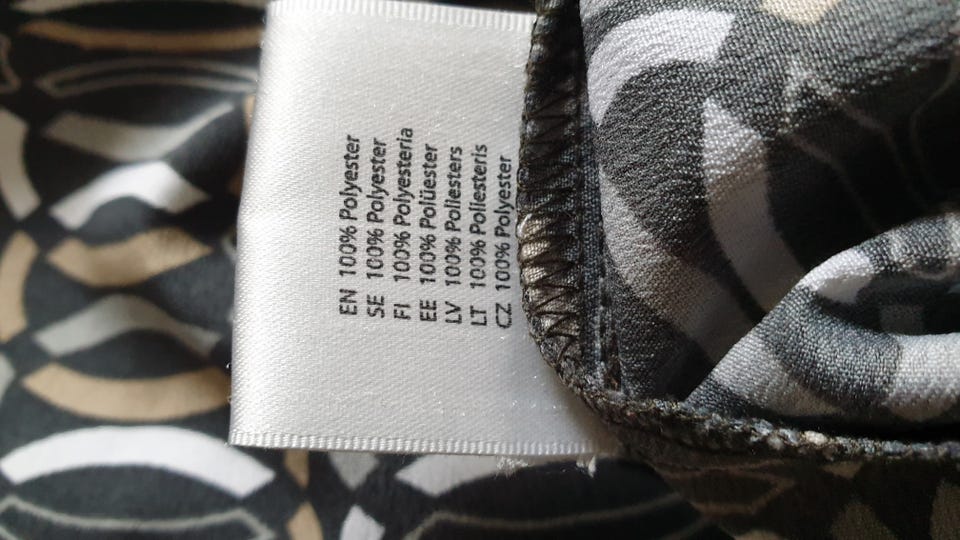 EN 100% Polyester
SE 100% Polyester
FI 100% Polyesteria
EE 100% Polüester
LV 100% Poliesters
LT 100% Poliesteris
CZ 100% Polyester